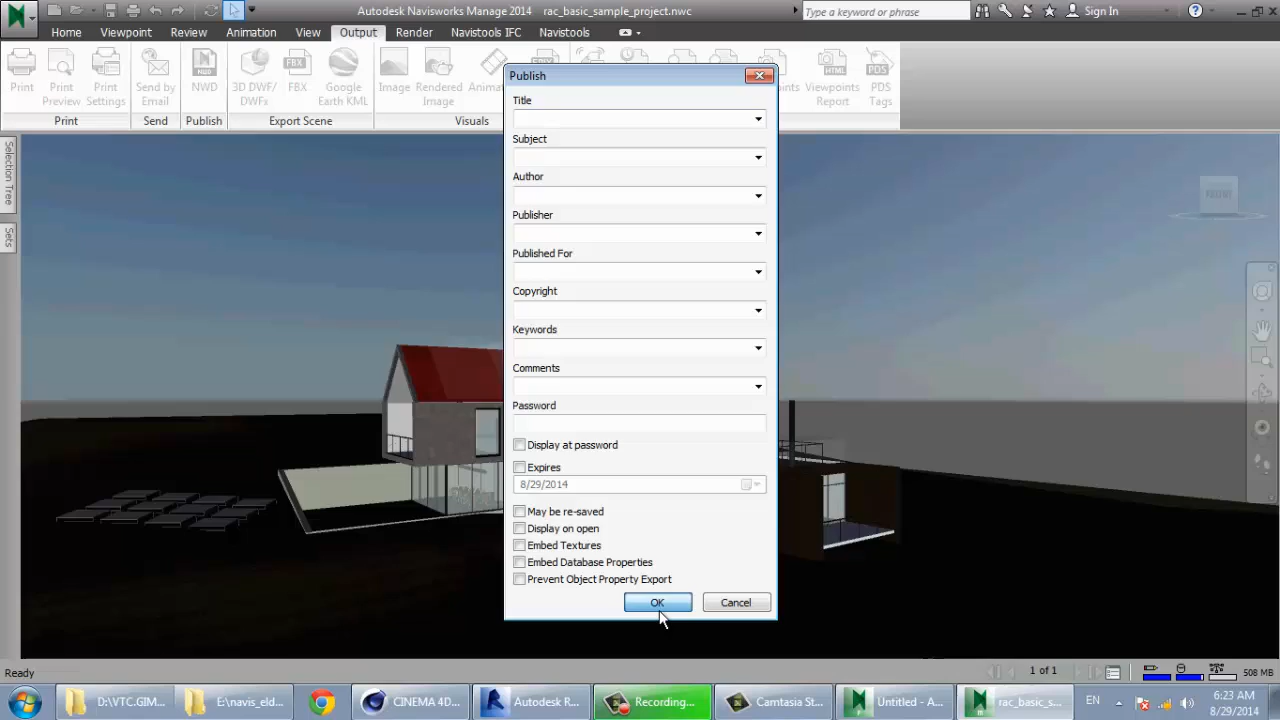 Autodesk Navisworks Manage 2014 rac_basic_sample_project.nwc
Type a keyword or phrase
Sign In
Home Viewpoint Review Animation View Output Render Navistools IFC Navistools
Print
Print Preview
Print Settings
Send by Email
NWD
3D DWF/ DWFx
FBX
Google Earth KML
Image
Rendered Image
Viewpoints Report
PDS Tags
Print Send Publish Export Scene Visuals
Selection Tree
Sets
Publish
Title
Subject
Author
Publisher
Published For
Copyright
Keywords
Comments
Password
Display at password
Expires
8/29/2014
May be re-saved
Display on open
Embed Textures
Embed Database Properties
Prevent Object Property Export
OK Cancel
Ready
1 of 1
508 MB
D:\VTC.GIM...
E:\navis_eld...
CINEMA 4D...
Autodesk R...
Recording...
Camtasia St...
Untitled - A...
rac_basic_s...
EN
6:23 AM
8/29/2014